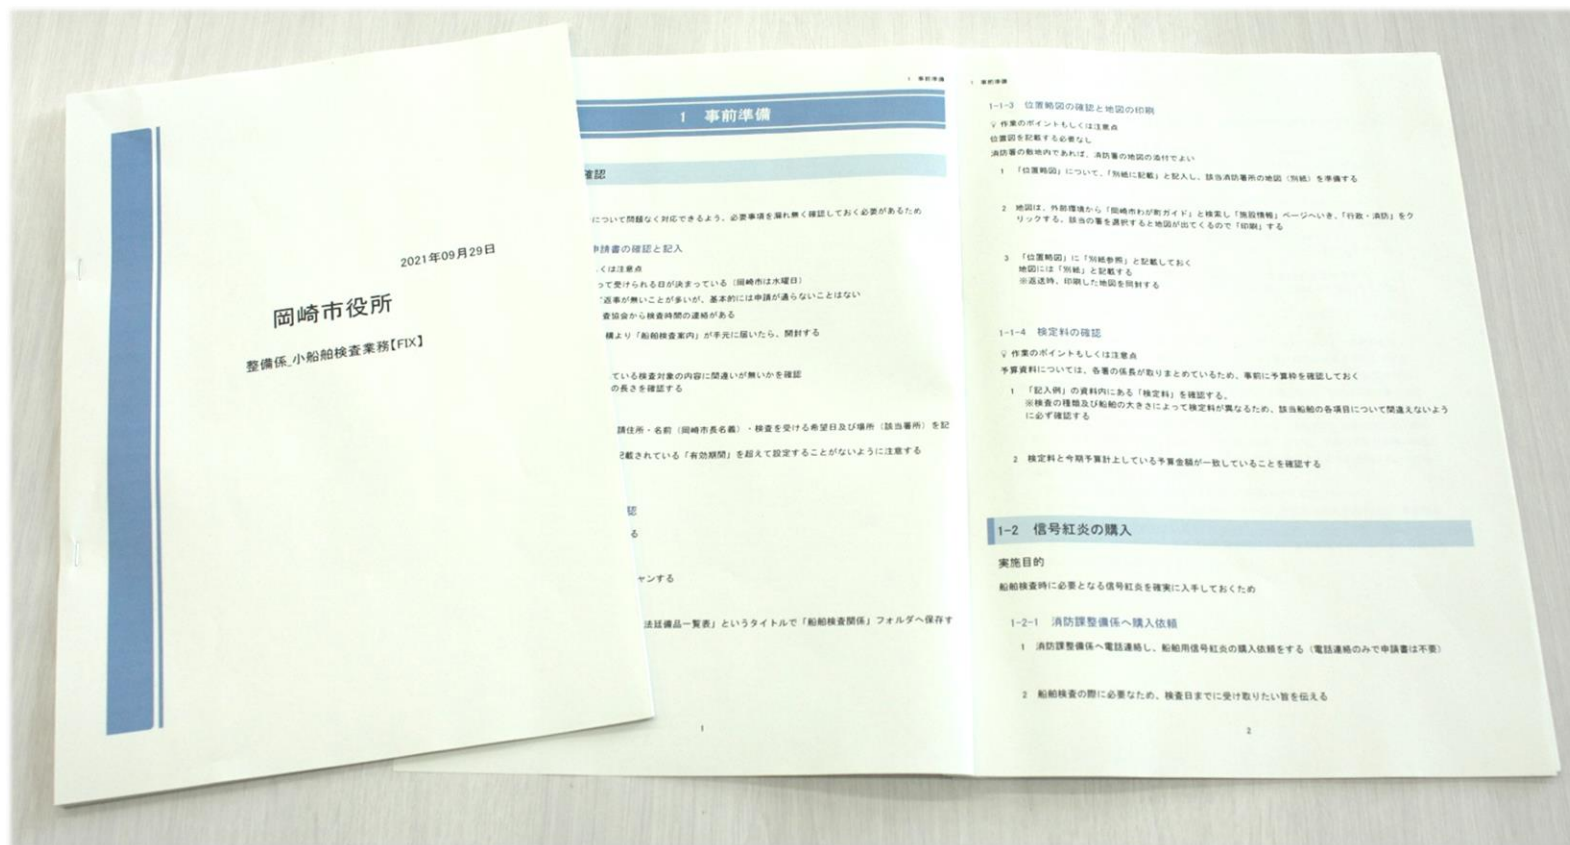 2021年09月29日
岡崎市役所
整備係_小船舶検査業務【FIX】
1 事前準備
1 事前準備
確認
について問題なく対応できるよう、必要事項を漏れ無く確認しておく必要があるため
申請書の確認と記入
くは注意点
って受けられる日が決まっている（岡崎市は水曜日）
返事が無いことが多いが、基本的には申請が通らないことはない
査協会から検査時間の連絡がある
構より「船舶検査案内」が手元に届いたら、開封する
ている検査対象の内容に間違いが無いかを確認
の長さを確認する
請住所・名前（岡崎市長名義）・検査を受ける希望日及び場所（該当署所）を記
記載されている「有効期間」を超えて設定することがないように注意する
認
る
ャンする
法廷備品一覧表」というタイトルで「船舶検査関係」フォルダへ保存す
1
1 事前準備
1-1-3 位置略図の確認と地図の印刷
作業のポイントもしくは注意点
位置図を記載する必要なし
消防署の敷地内であれば、消防署の地図の添付でよい
1 「位置略図」について、「別紙に記載」と記入し、該当消防署所の地図（別紙）を準備する
2 地図は、外部環境から「岡崎市わが町ガイド」と検索し「施設情報」ページへいき、「行政・消防」をク
リックする。該当の署を選択すると地図が出てくるので「印刷」する
3 「位置略図」に「別紙参照」と記載しておく
地図には「別紙」と記載する
※返送時、印刷した地図を同封する
1-1-4 検定料の確認
作業のポイントもしくは注意点
予算資料については、各署の係長が取りまとめているため、事前に予算枠を確認しておく
1 「記入例」の資料内にある「検定料」を確認する。
※検査の種類及び船舶の大きさによって検定料が異なるため、該当船舶の各項目について間違えないよう
に必ず確認する
2 検定料と今期予算計上している予算金額が一致していることを確認する
1-2 信号紅炎の購入
実施目的
船舶検査時に必要となる信号紅炎を確実に入手しておくため
1-2-1 消防課整備係へ購入依頼
1 消防課整備係へ電話連絡し、船舶用信号紅炎の購入依頼をする（電話連絡のみで申請書は不要）
2 船舶検査の際に必要なため、検査日までに受け取りたい旨を伝える
2